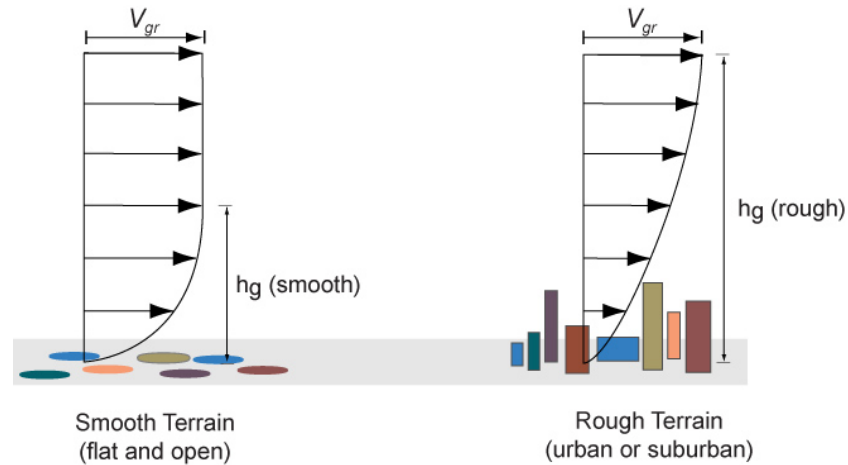 Vgr
Vgr
hg (smooth)
hg (rough)
Smooth Terrain
(flat and open)
Rough Terrain
(urban or suburban)